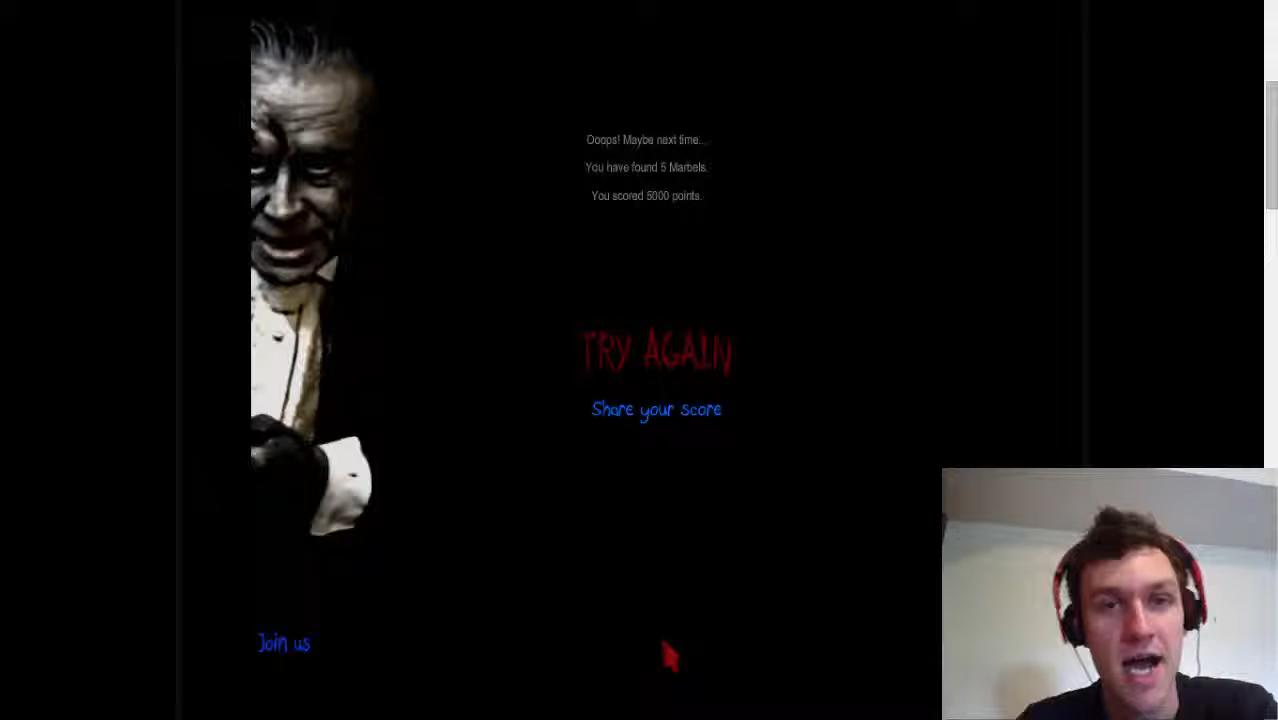 Ooops! Maybe next time...
You have found 5 Marbels.
You scored 5000 points.
TRY AGAIN
Share your score
Join us